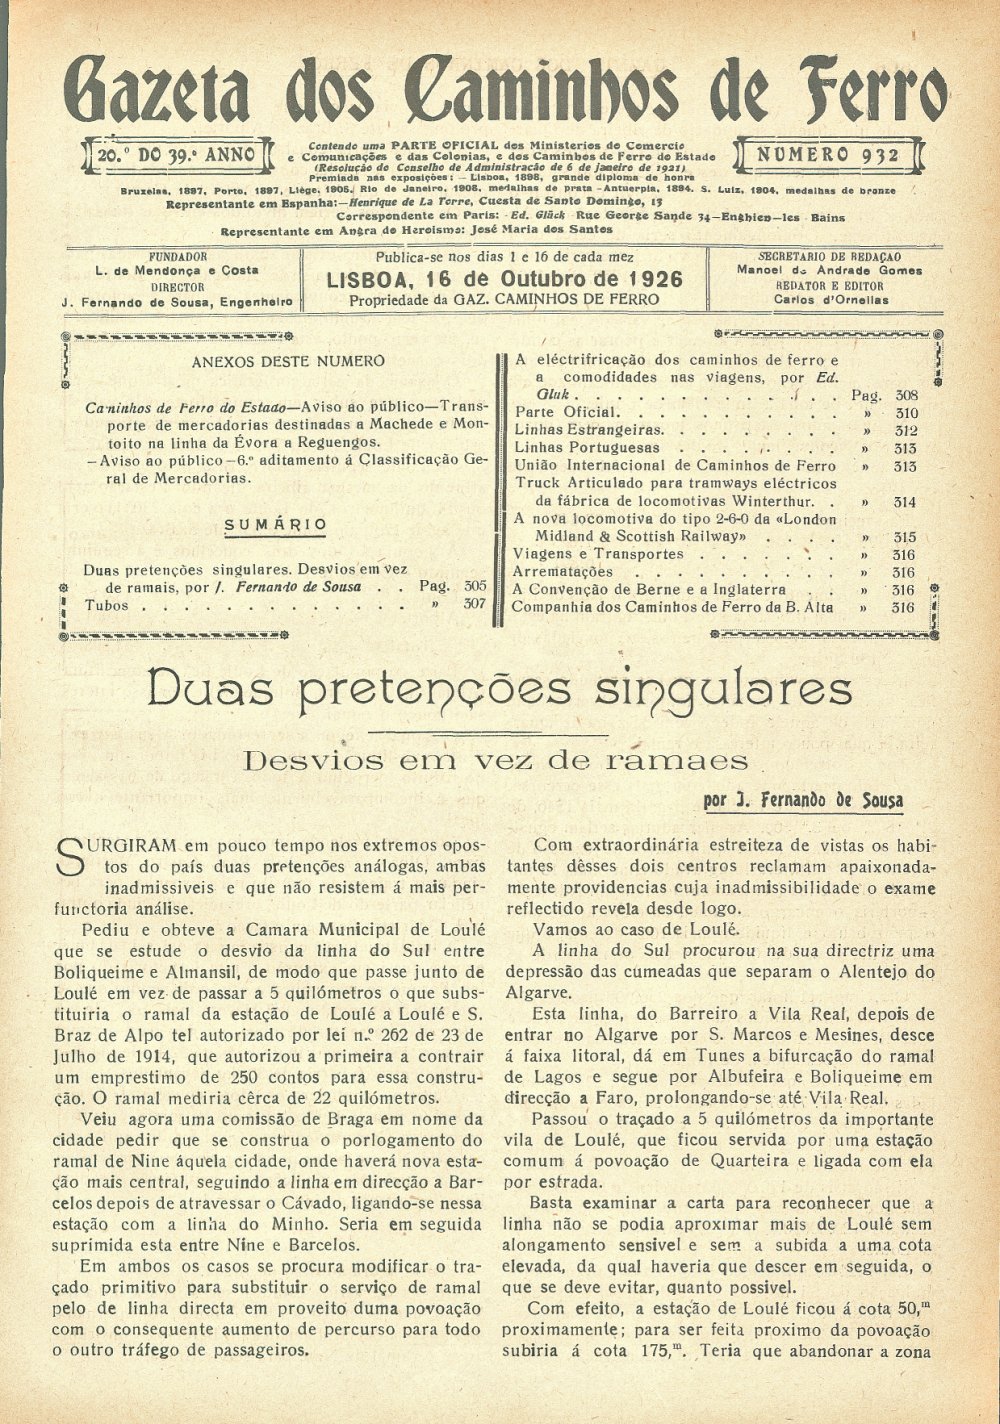 Gazeta dos Caminhos de Ferro
20.º DO 39.º ANNO
Contendo uma PARTE OFICIAL dos Ministerios do Comercio
e Comunicações e das Colonias, e dos Caminhos de Ferro do Estado
(Resolução do Conselho de Administracão de 6 de Janeiro de 1921)
Premiada nas exposições: — Lisboa, 1898, grande diploma de honra
NUMERO 932
Bruxelas, 1897, Porto, 1897, Liège, 1905, Rio de Janeiro, 1908, medalhas de prata - Antuerpia, 1894. S. Luiz, 1904, medalhas de bronze
Representante em Espanha:—Henrique de La Torre, Cuesta de Santo Domingo, 13
Correspondente em Paris: - Ed. Glück - Rue George Sande 34—Enghien—les - Bains
Representante em Angra do Heroismo: José Maria dos Santos
FUNDADOR
L. de Mendonça e Costa
DIRECTOR
J. Fernando de Sousa, Engenheiro
Publica-se nos dias 1 e 16 de cada mez
LISBOA, 16 de Outubro de 1926
Propriedade da GAZ. CAMINHOS DE FERRO
SECRETARIO DE REDAÇAO
Manoel de Andrade Gomes
REDATOR E EDITOR
Carlos d'Ornellas
ANEXOS DESTE NUMERO
Caminhos de Ferro do Estado—Aviso ao público—Trans-
porte de mercadorias destinadas a Machede e Mon-
toito na linha da Évora a Reguengos.
—Aviso ao público—6.º aditamento á Classificação Ge-
ral de Mercadorias.
SUMÁRIO
Duas pretenções singulares. Desvios em vez
de ramais, por J. Fernando de Sousa . . Pag. 305
Tubos . . . . . . . . . . . . . » 307
A eléctrifricação dos caminhos de ferro e
a comodidades nas viagens, por Ed.
Gluk . . . . . . . . . . . . Pag. 308
Parte Oficial. . . . . . . . . . » 310
Linhas Estrangeiras. . . . . . . . » 312
Linhas Portuguesas . . . . . . . . » 313
União Internacional de Caminhos de Ferro » 313
Truck Articulado para tramways eléctricos
da fábrica de locomotivas Winterthur. . » 314
A nova locomotiva do tipo 2-6-0 da «London
Midland & Scottish Railway» . . . . » 315
Viagens e Transportes . . . . . . . » 316
Arrematações . . . . . . . . . . » 316
A Convenção de Berne e a Inglaterra . . » 316
Companhia dos Caminhos de Ferro da B. Alta » 316
Duas pretenções singulares
Desvios em vez de ramaes
por J. Fernando de Sousa
SURGIRAM em pouco tempo nos extremos opos-
tos do país duas pretenções análogas, ambas
inadmissiveis e que não resistem á mais per-
functoria análise.
Pediu e obteve a Camara Municipal de Loulé
que se estude o desvio da linha do Sul entre
Boliqueime e Almansil, de modo que passe junto de
Loulé em vez de passar a 5 quilómetros o que subs-
tituiria o ramal da estação de Loulé a Loulé e S.
Braz de Alpo tel autorizado por lei n.º 262 de 23 de
Julho de 1914, que autorizou a primeira a contrair
um emprestimo de 250 contos para essa constru-
ção. O ramal mediria cêrca de 22 quilómetros.
Veiu agora uma comissão de Braga em nome da
cidade pedir que se construa o porlogamento do
ramal de Nine áquela cidade, onde haverá nova esta-
ção mais central, seguindo a linha em direcção a Bar-
celos depois de atravessar o Cávado, ligando-se nessa
estação com a linha do Minho. Seria em seguida
suprimida esta entre Nine e Barcelos.
Em ambos os casos se procura modificar o tra-
çado primitivo para substituir o serviço de ramal
pelo de linha directa em proveito duma povoação
com o consequente aumento de percurso para todo
o outro tráfego de passageiros.
Com extraordinária estreiteza de vistas os habi-
tantes dêsses dois centros reclamam apaixonada-
mente providencias cuja inadmissibilidade o exame
reflectido revela desde logo.
Vamos ao caso de Loulé.
A linha do Sul procurou na sua directriz uma
depressão das cumeadas que separam o Alentejo do
Algarve.
Esta linha, do Barreiro a Vila Real, depois de
entrar no Algarve por S. Marcos e Mesines, desce
á faixa litoral, dá em Tunes a bifurcação do ramal
de Lagos e segue por Albufeira e Boliqueime em
direcção a Faro, prolongando-se até Vila Real.
Passou o traçado a 5 quilómetros da importante
vila de Loulé, que ficou servida por uma estação
comum á povoação de Quarteira e ligada com ela
por estrada.
Basta examinar a carta para reconhecer que a
linha não se podia aproximar mais de Loulé sem
alongamento sensivel e sem a subida a uma cota
elevada, da qual haveria que descer em seguida, o
que se deve evitar, quanto possivel.
Com efeito, a estação de Loulé ficou á cota 50,ᵐ
proximamente; para ser feita proximo da povoação
subiria á cota 175,ᵐ. Teria que abandonar a zona